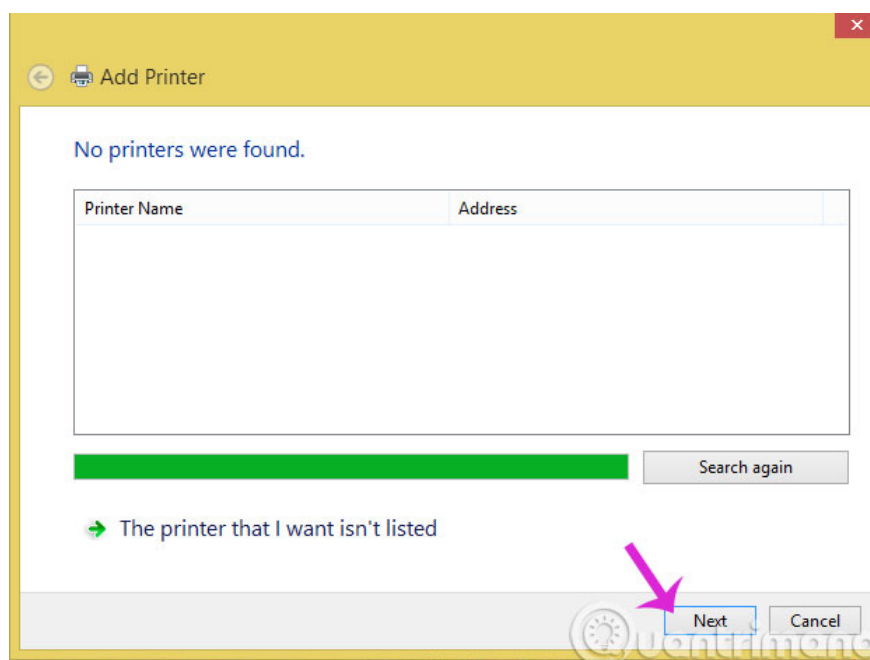 Add Printer
No printers were found.
Printer Name Address
Search again
The printer that I want isn't listed
Next Cancel
uantrimang